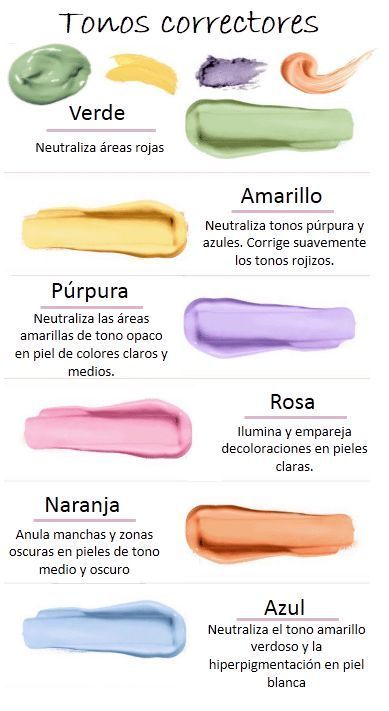 Tonos correctores
Verde
Neutraliza áreas rojas
Amarillo
Neutraliza tonos púrpura y
azules. Corrige suavemente
los tonos rojizos.
Púrpura
Neutraliza las áreas
amarillas de tono opaco
en piel de colores claros y
medios.
Rosa
Ilumina y empareja
decoloraciones en pieles
claras.
Naranja
Anula manchas y zonas
oscuras en pieles de tono
medio y oscuro
Azul
Neutraliza el tono amarillo
verdoso y la
hiperpigmentación en piel
blanca